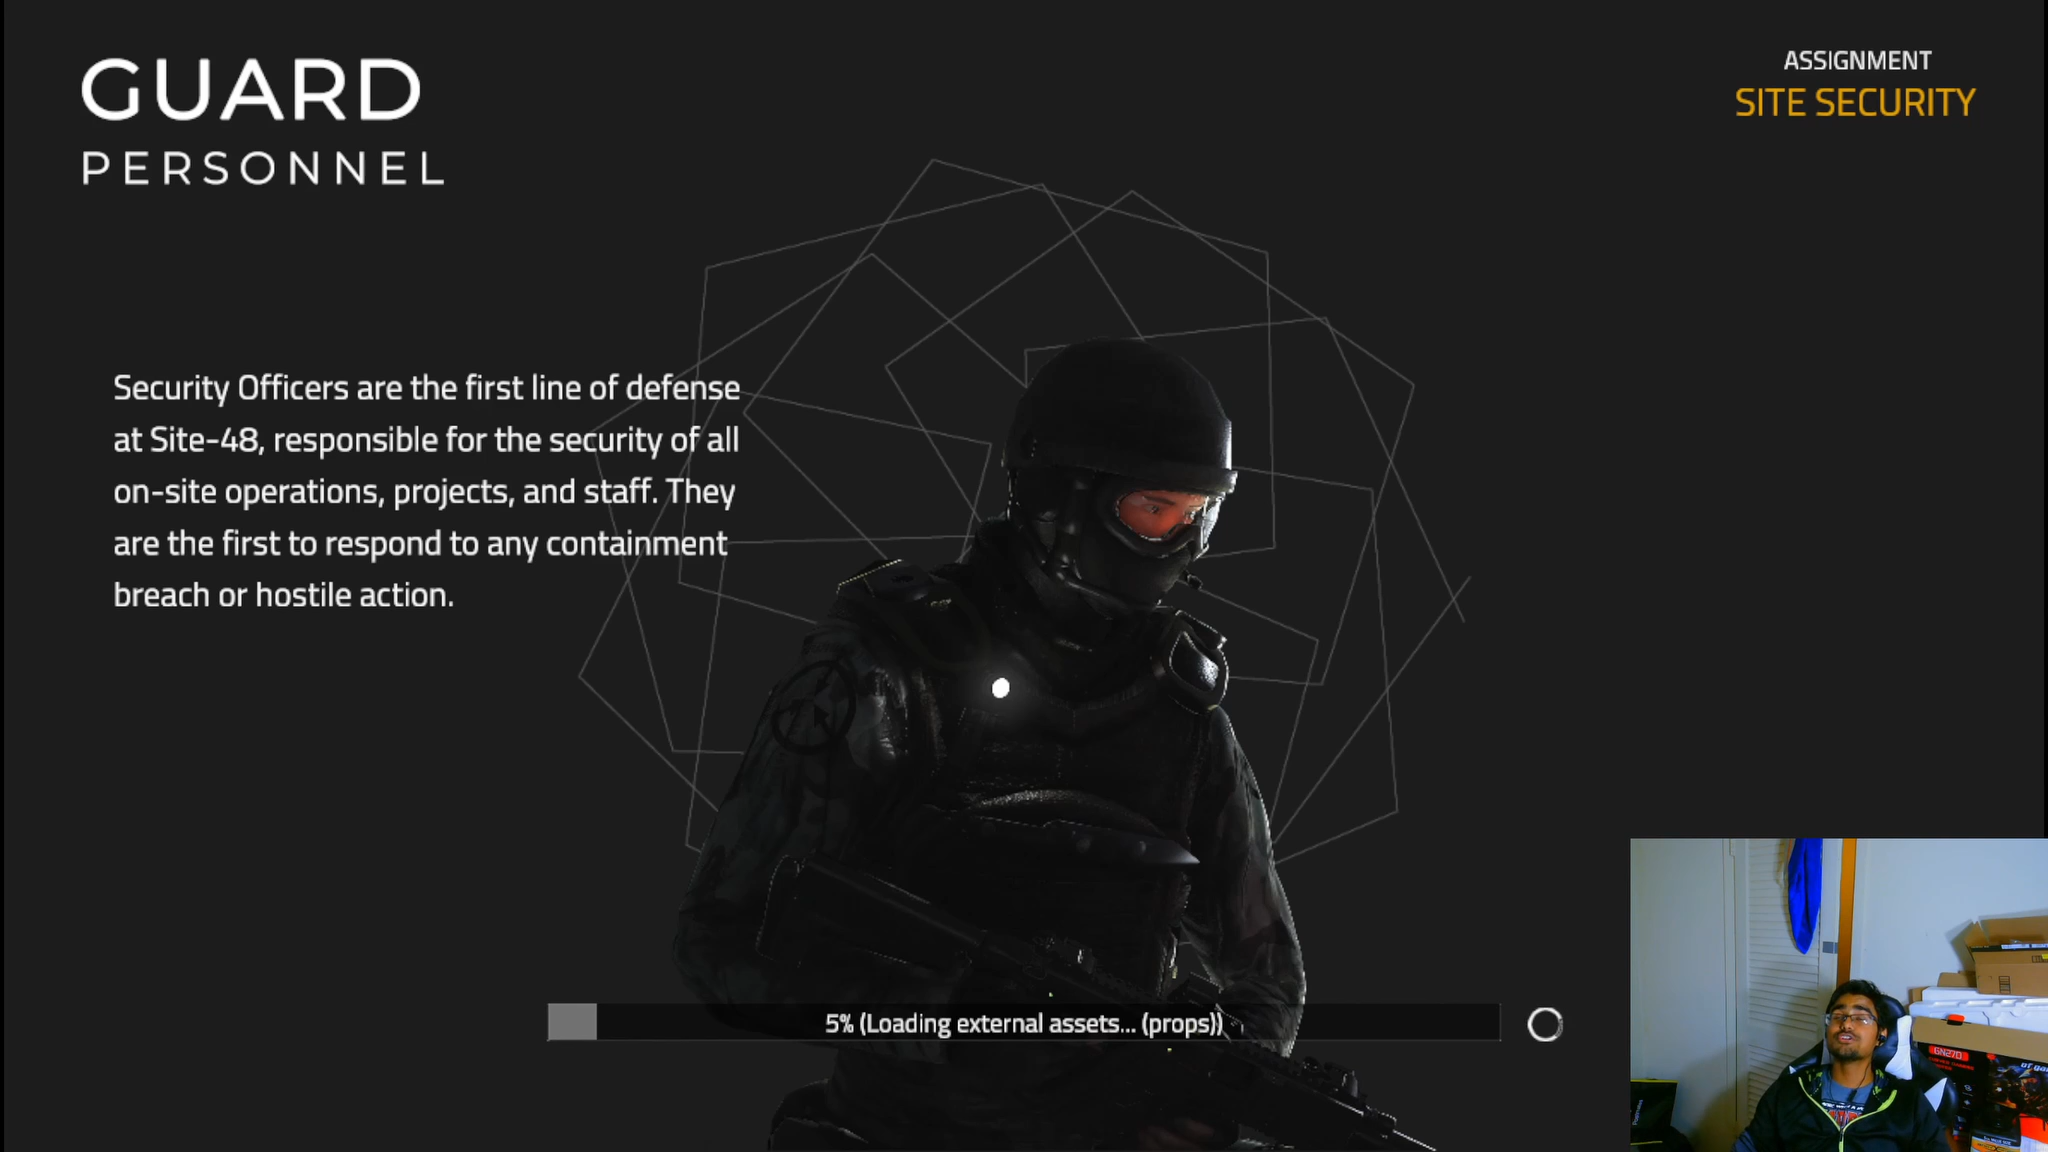 GUARD
PERSONNEL
ASSIGNMENT
SITE SECURITY
Security Officers are the first line of defense
at Site-48, responsible for the security of all
on-site operations, projects, and staff. They
are the first to respond to any containment
breach or hostile action.
5% (Loading external assets... (props))
GN27D